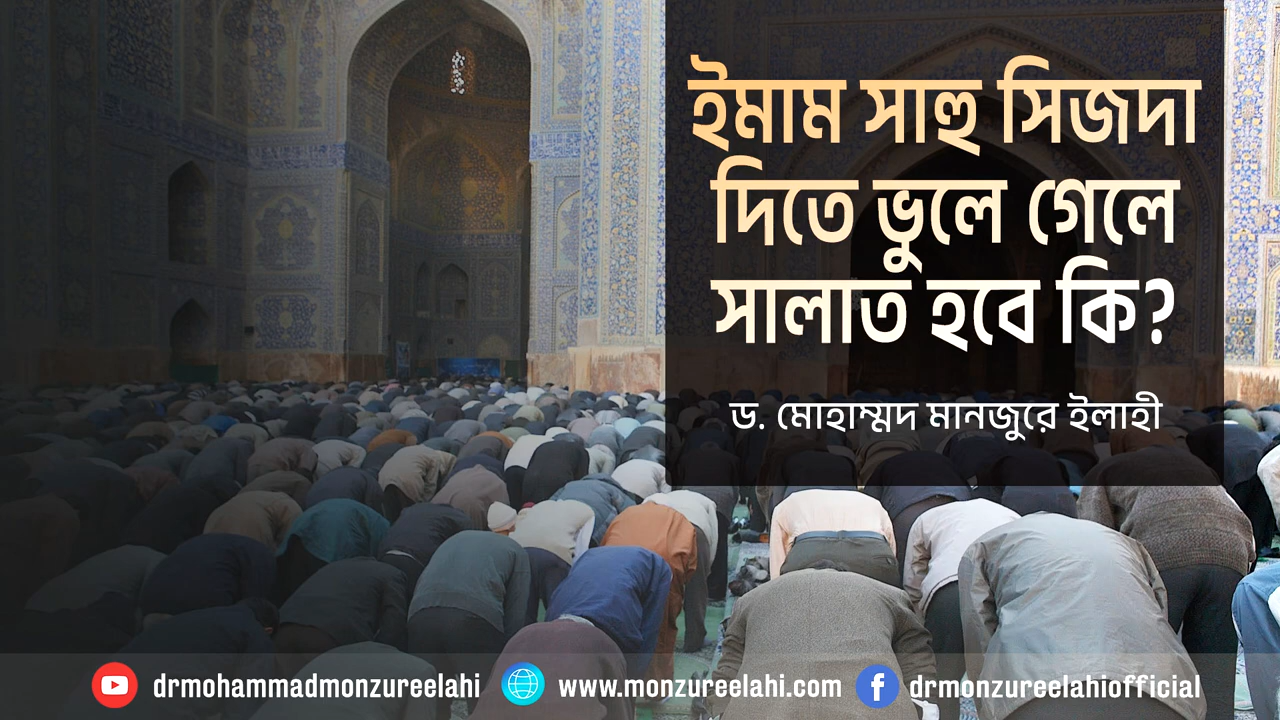 ইমাম সাহু সিজদা
দিতে ভুলে গেলে
সালাত হবে কি?
ড. মোহাম্মদ মানজুরে ইলাহী
drmohammadmonzureelahi
www.monzureelahi.com
drmonzureelahiofficial